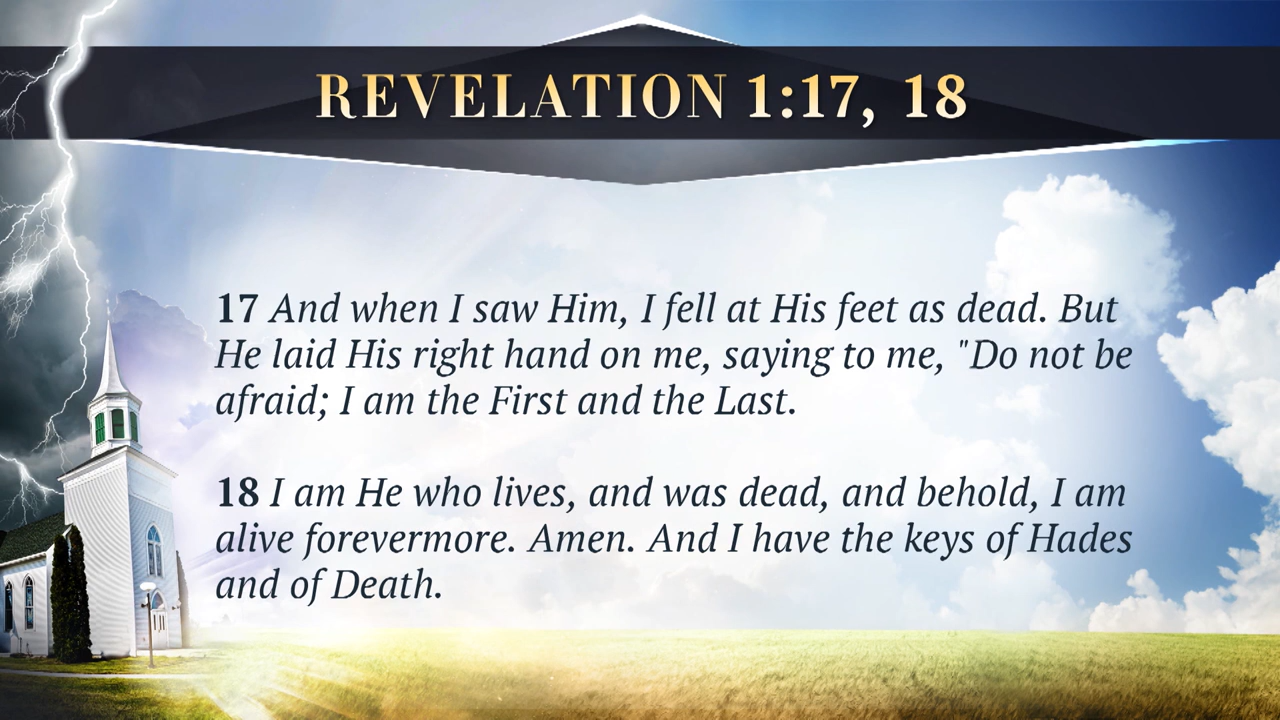 REVELATION 1:17, 18
17 And when I saw Him, I fell at His feet as dead. But
He laid His right hand on me, saying to me, "Do not be
afraid; I am the First and the Last.
18 I am He who lives, and was dead, and behold, I am
alive forevermore. Amen. And I have the keys of Hades
and of Death.